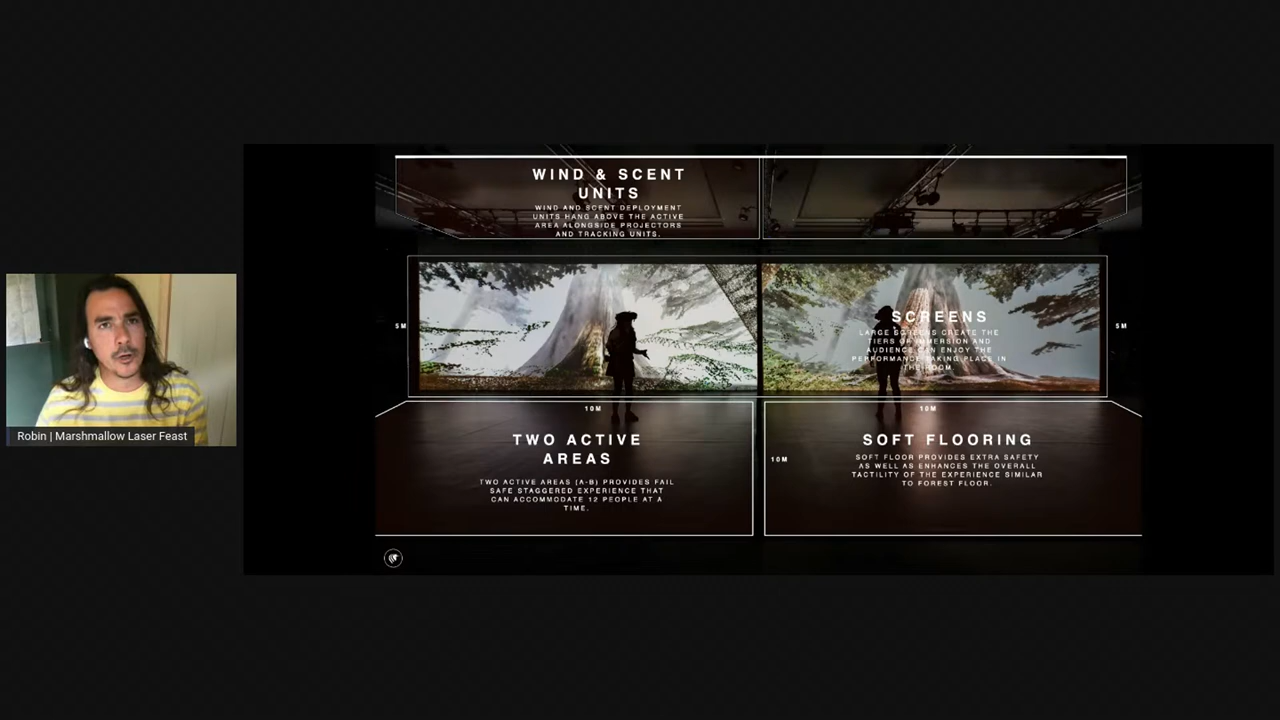 WIND & SCENT
UNITS
WIND AND SCENT DEPLOYMENT
UNITS HANG ABOVE THE ACTIVE
AREA ALONGSIDE PROJECTORS
AND TRACKING UNITS.
5M
SCREENS
LARGE SCREENS CREATE THE
TIERS OF IMMERSION AND
AUDIENCE CAN ENJOY THE
PERFORMANCE TAKING PLACE IN
THE ROOM.
5M
10M
10M
TWO ACTIVE
AREAS
TWO ACTIVE AREAS (A-B) PROVIDES FAIL
SAFE STAGGERED EXPERIENCE THAT
CAN ACCOMMODATE 12 PEOPLE AT A
TIME.
10M
SOFT FLOORING
SOFT FLOOR PROVIDES EXTRA SAFETY
AS WELL AS ENHANCES THE OVERALL
TACTILITY OF THE EXPERIENCE SIMILAR
TO FOREST FLOOR.
Robin | Marshmallow Laser Feast